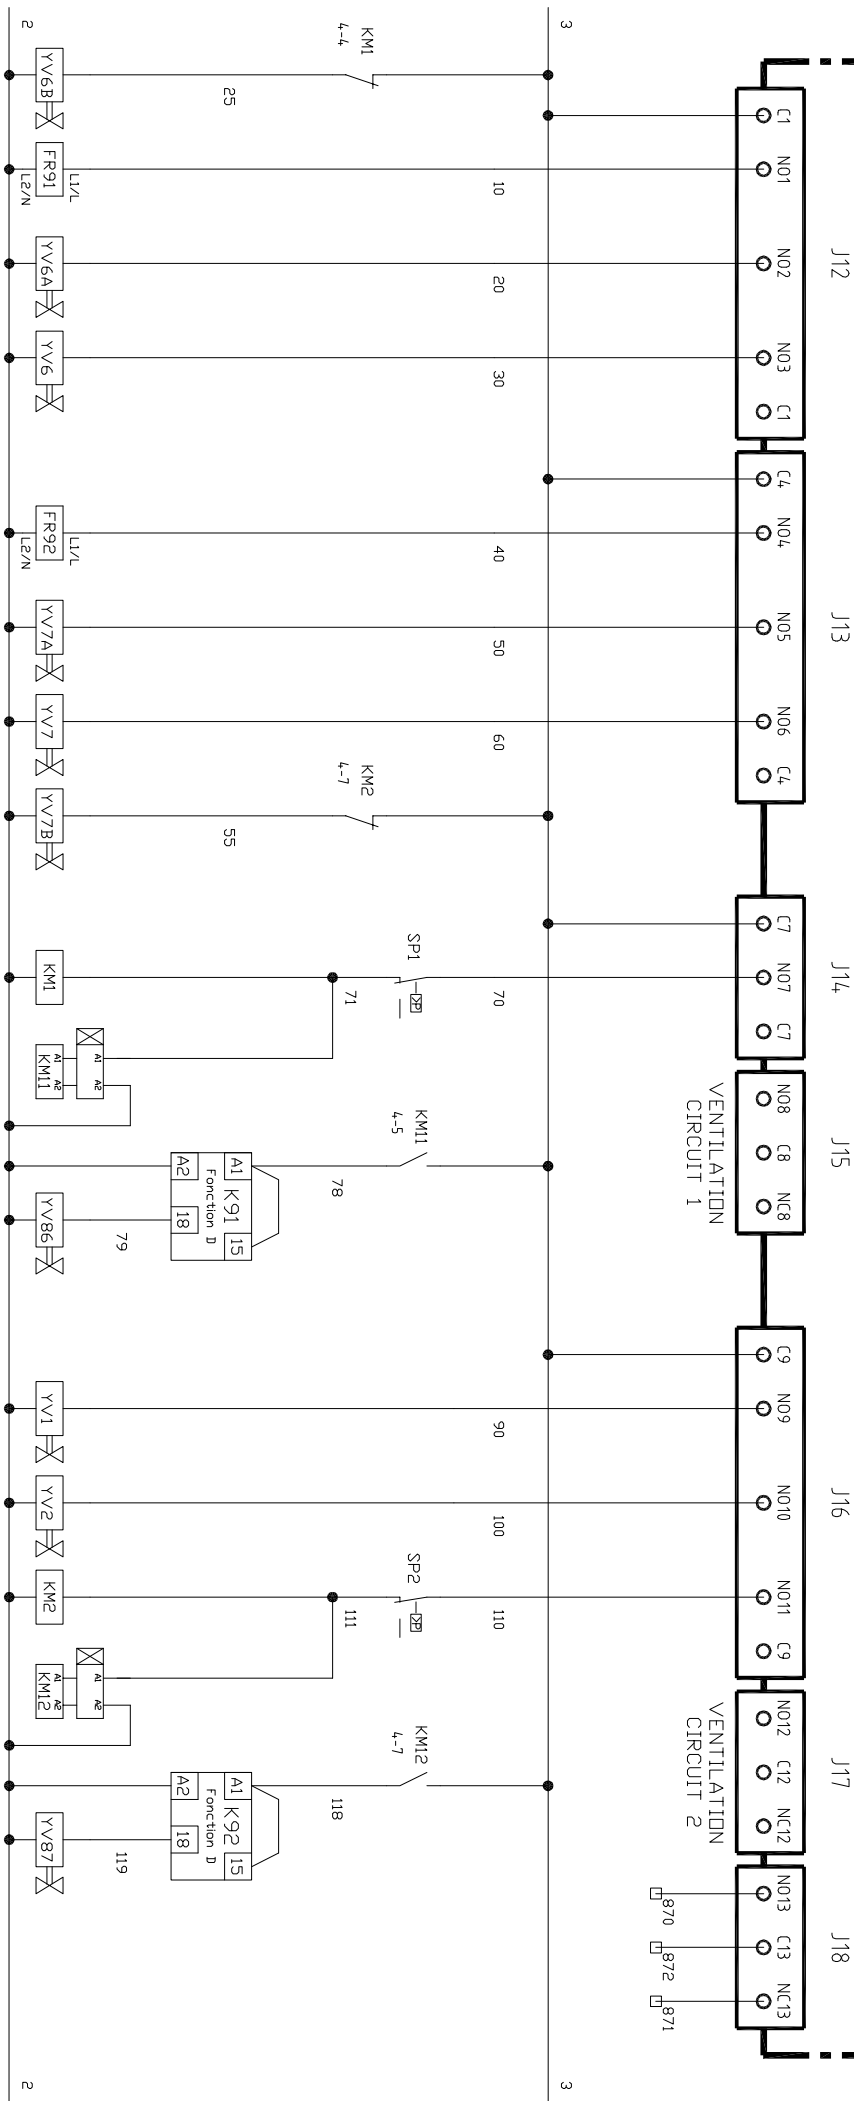 J12 J13 J14 J15 J16 J17 J18
C1 NO1 NO2 NO3 C1 C4 NO4 NO5 NO6 C4 C7 NO7 C7 NO8 C8 NC8 C9 NO9 NO10 NO11 C9 NO12 C12 NC12 NO13 C13 NC13
VENTILATION
CIRCUIT 1
VENTILATION
CIRCUIT 2
870 872 871
3 3
10 20 30 40 50 60 70 90 100 110
KM1
4-4
KM2
4-7
SP1
>P
KM11
4-5
SP2
>P
KM12
4-7
71 78 111 118
25 55
A1 K91 15
Fonction D
A2 18
A1 K92 15
Fonction D
A2 18
79 119
A1 A2
A1 A2
A1 A2
A1 A2
L1/L L1/L
YV6B FR91 YV6A YV6 FR92 YV7A YV7 YV7B KM1 KM11 YV86 YV1 YV2 KM2 KM12 YV87
L2/N L2/N
2 2